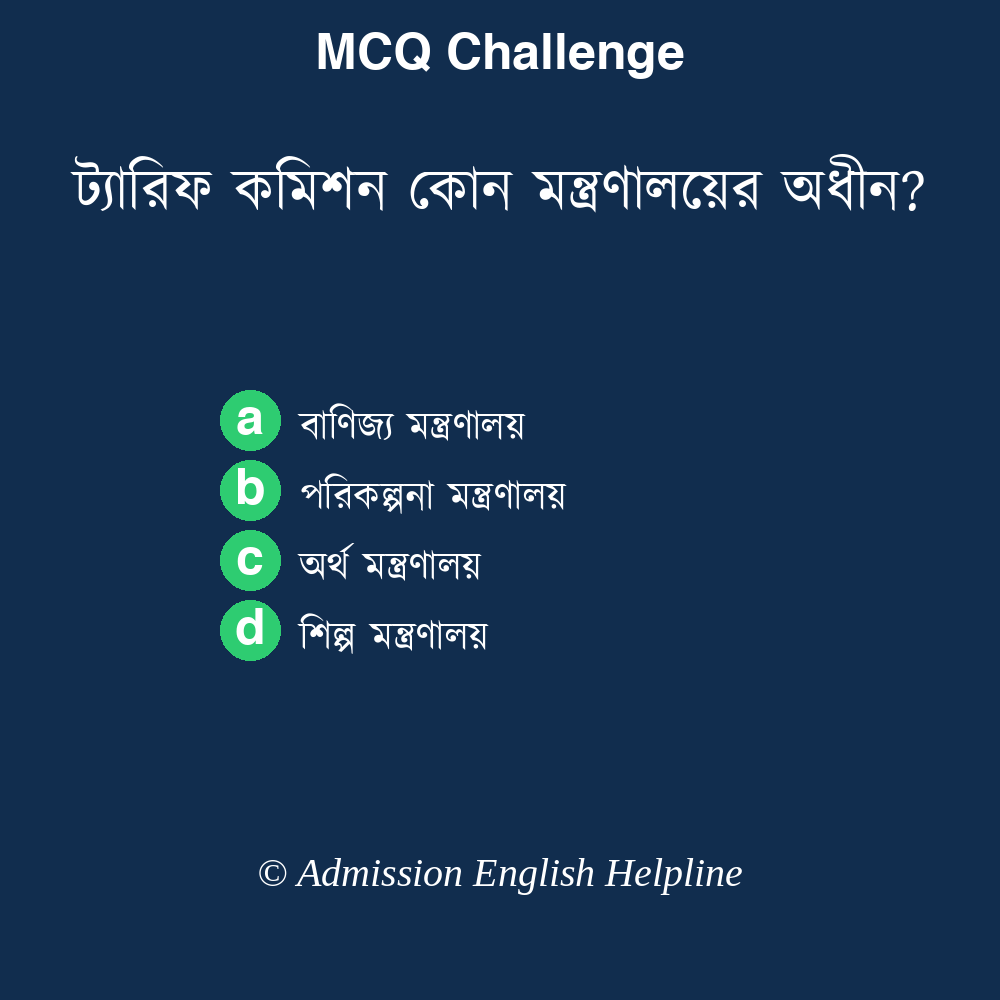 MCQ Challenge
ট্যারিফ কমিশন কোন মন্ত্রণালয়ের অধীন?
a বাণিজ্য মন্ত্রণালয়
b পরিকল্পনা মন্ত্রণালয়
c অর্থ মন্ত্রণালয়
d শিল্প মন্ত্রণালয়
© Admission English Helpline